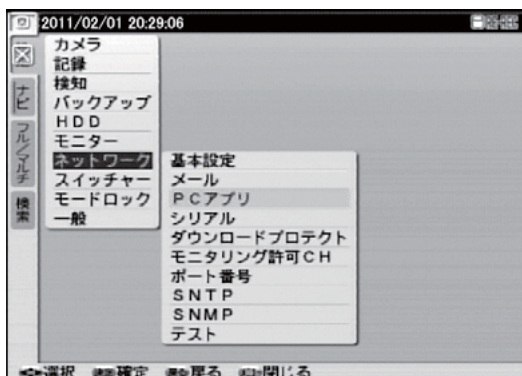 2011/02/01 20:29:06
カメラ
記録
検知
バックアップ
HDD
モニター
ネットワーク
スイッチャー
モードロック
一般
ナビ
フル/マルチ
検索
基本設定
メール
PCアプリ
シリアル
ダウンロードプロテクト
モニタリング許可CH
ポート番号
SNTP
SNMP
テスト
選択 確定 戻る 閉じる